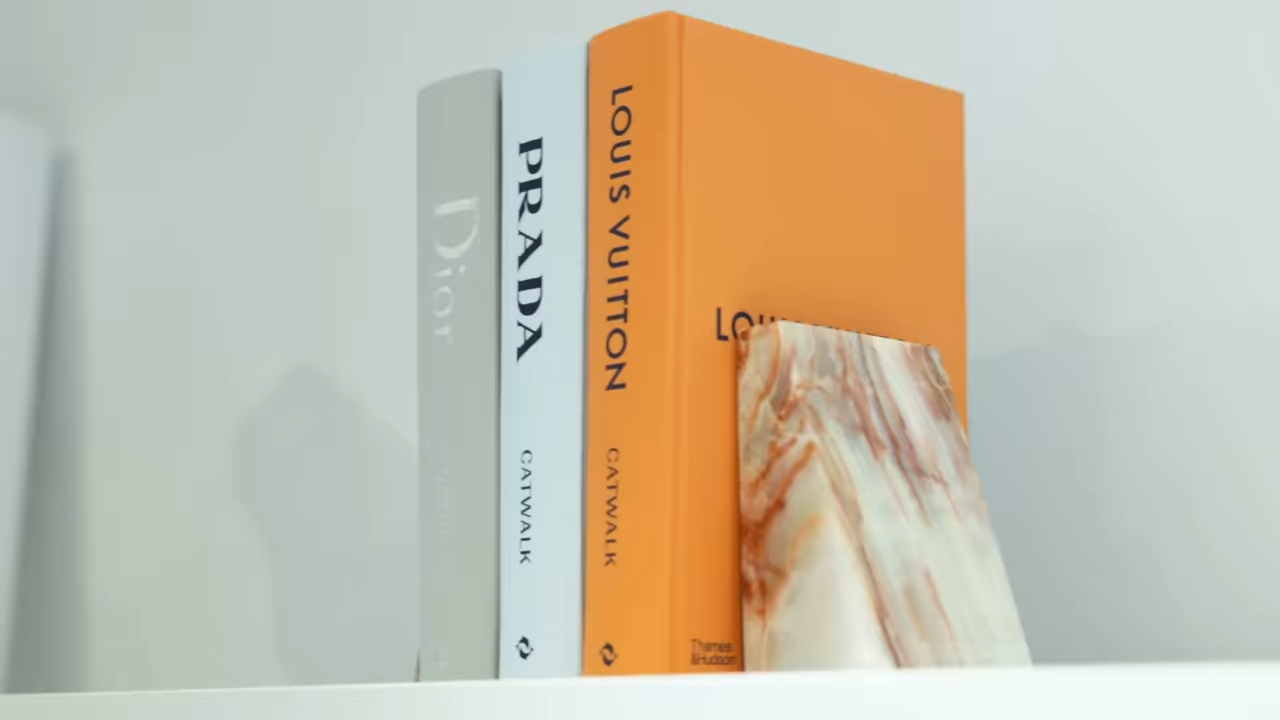 Dior
PRADA
CATWALK
LOUIS VUITTON
CATWALK
Thames
&Hudson